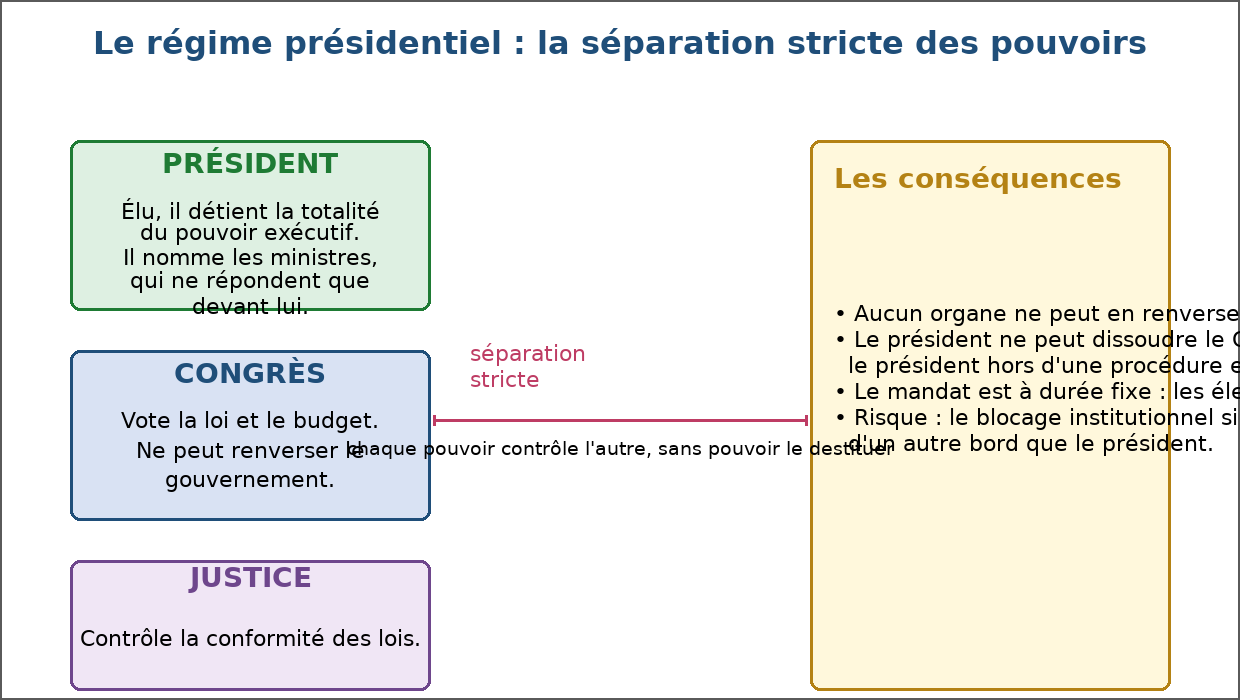 Le régime présidentiel : la séparation stricte des pouvoirs
PRÉSIDENT
Élu, il détient la totalité
du pouvoir exécutif.
Il nomme les ministres,
qui ne répondent que
devant lui.
CONGRÈS
Vote la loi et le budget.
Ne peut renverser le
gouvernement.
JUSTICE
Contrôle la conformité des lois.
séparation
stricte
chaque pouvoir contrôle l'autre, sans pouvoir le destituer
Les conséquences
• Aucun organe ne peut en
• Le président ne peut dissoudre le
le président hors d'une procédure
• Le mandat est à durée fixe : les
• Risque : le blocage institutionnel si
d'un autre bord que le président.